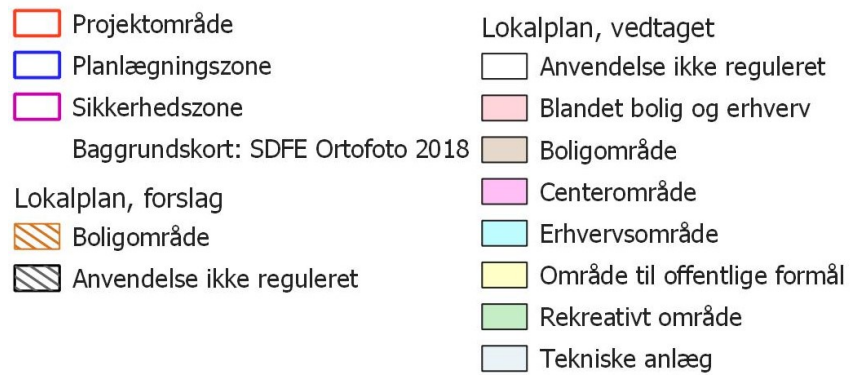 Projektområde
Planlægningszone
Sikkerhedszone
Baggrundskort: SDFE Ortofoto 2018
Lokalplan, forslag
Boligområde
Anvendelse ikke reguleret
Lokalplan, vedtaget
Anvendelse ikke reguleret
Blandet bolig og erhverv
Boligområde
Centerområde
Erhvervsområde
Område til offentlige formål
Rekreativt område
Tekniske anlæg